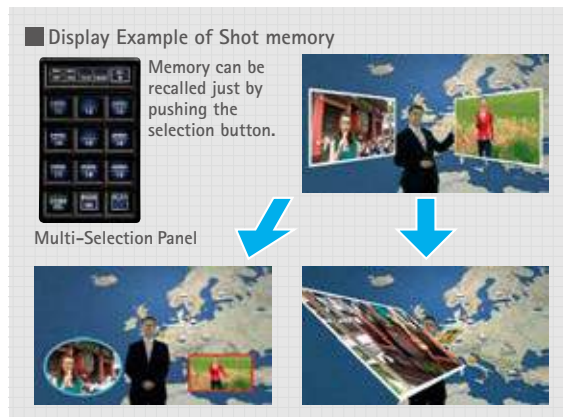 Display Example of Shot memory
Memory can be
recalled just by
pushing the
selection button.
Multi-Selection Panel